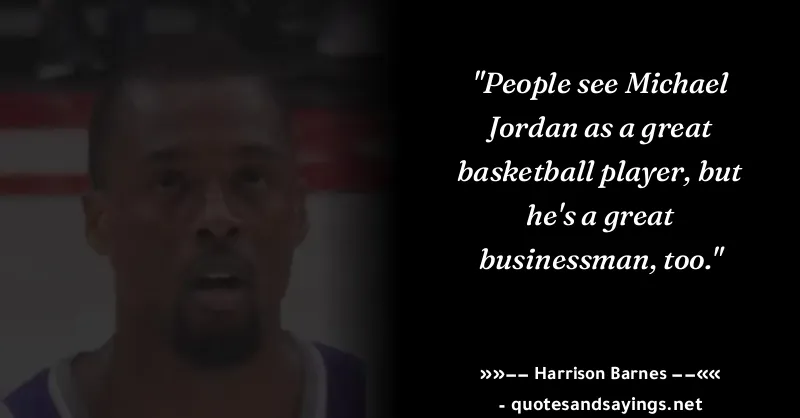 "People see Michael
Jordan as a great
basketball player, but
he's a great
businessman, too."
»»−− Harrison Barnes −−««
- quotesandsayings.net